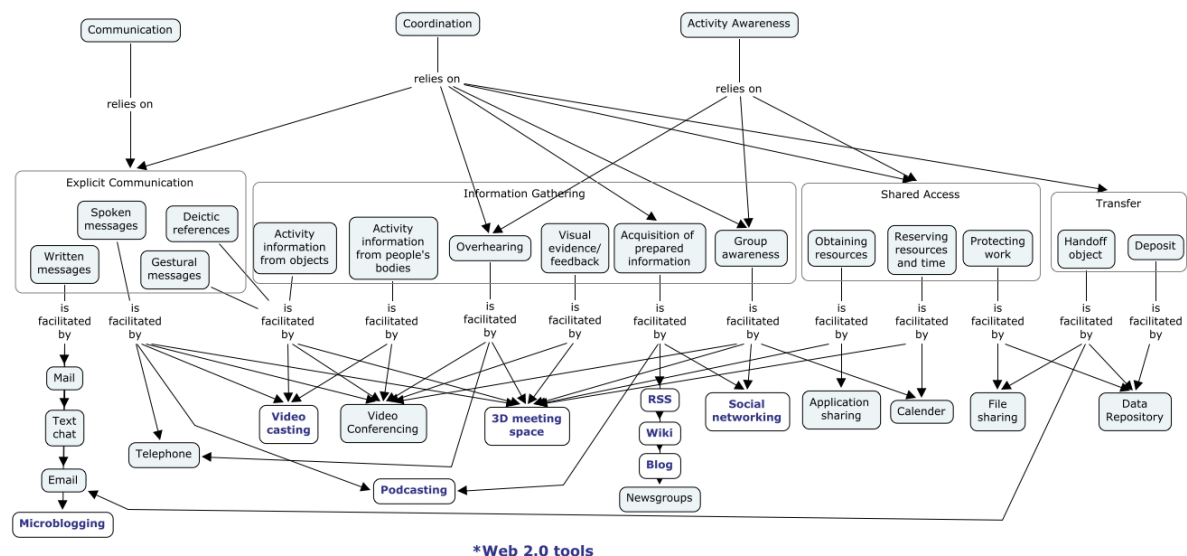 Communication
Coordination
Activity Awareness
relies on
relies on
relies on
Explicit Communication
Information Gathering
Shared Access
Transfer
Written
messages
Spoken
messages
Gestural
messages
Deictic
references
Activity
information
from objects
Activity
information
from people's
bodies
Overhearing
Visual
evidence/
feedback
Acquisition of
prepared
information
Group
awareness
Obtaining
resources
Reserving
resources
and time
Protecting
work
Handoff
object
Deposit
is
facilitated
by
is
facilitated
by
is
facilitated
by
is
facilitated
by
is
facilitated
by
is
facilitated
by
is
facilitated
by
is
facilitated
by
is
facilitated
by
is
facilitated
by
is
facilitated
by
is
facilitated
by
is
facilitated
by
Mail
Text
chat
Email
Microblogging
Telephone
Video
casting
Video
Conferencing
Podcasting
3D meeting
space
RSS
Wiki
Blog
Newsgroups
Social
networking
Application
sharing
Calender
File
sharing
Data
Repository
*Web 2.0 tools